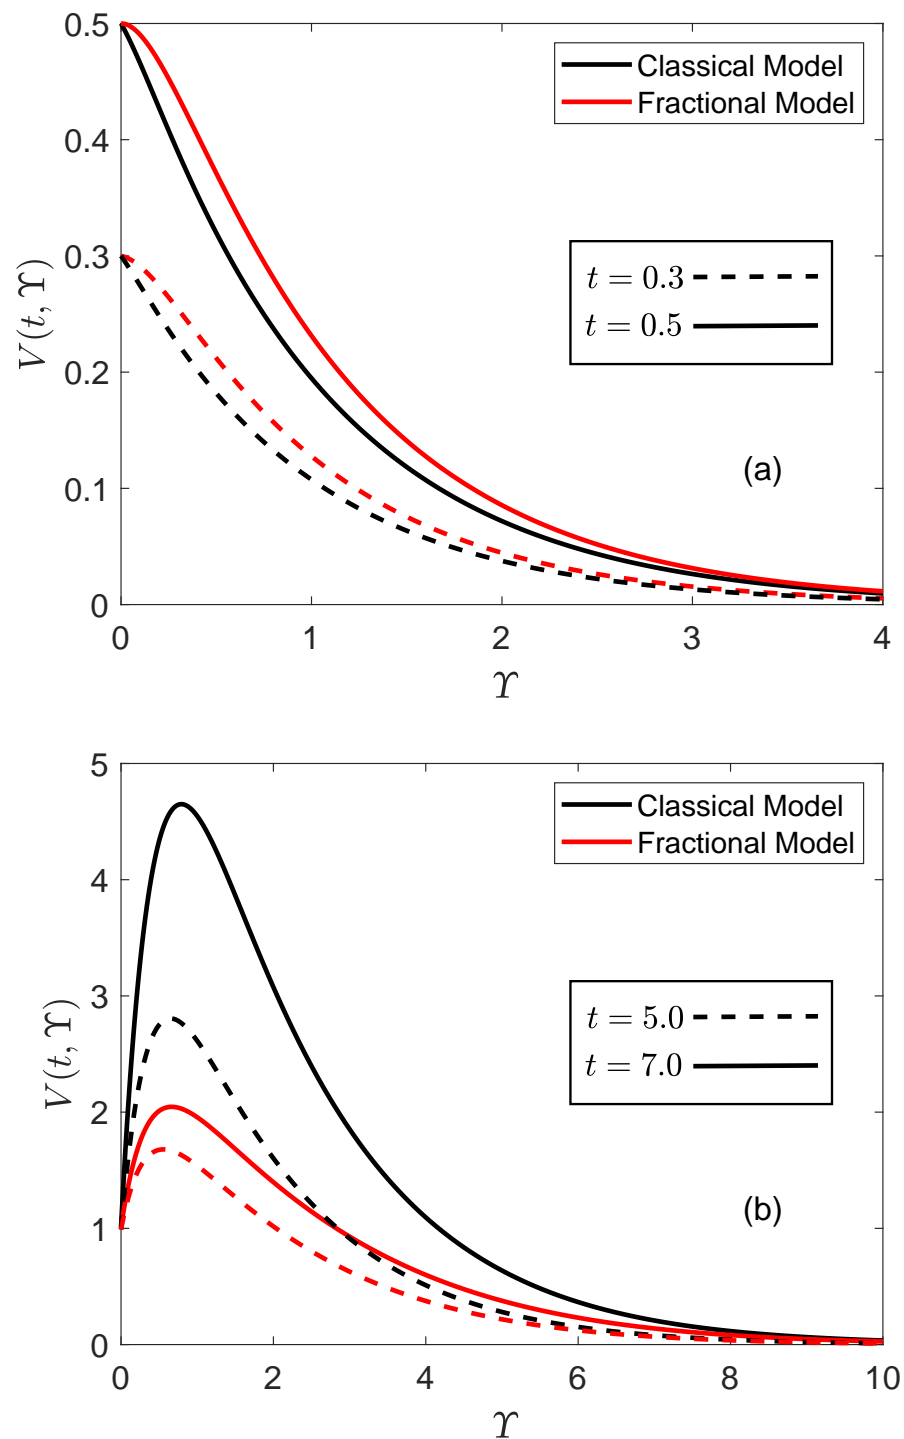 0.5
0.4
0.3
0.2
0.1
0
V(t, ϒ)
Classical Model
Fractional Model
t = 0.3
t = 0.5
(a)
0 1 2 3 4
ϒ
5
4
3
2
1
0
V(t, ϒ)
Classical Model
Fractional Model
t = 5.0
t = 7.0
(b)
0 2 4 6 8 10
ϒ